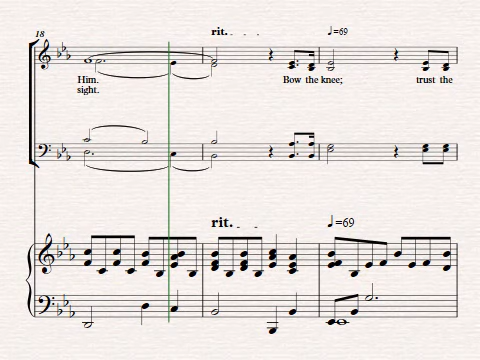 18
rit. _ _
♩=69
Him. Bow the knee; trust the
sight.
rit. _ _
♩=69